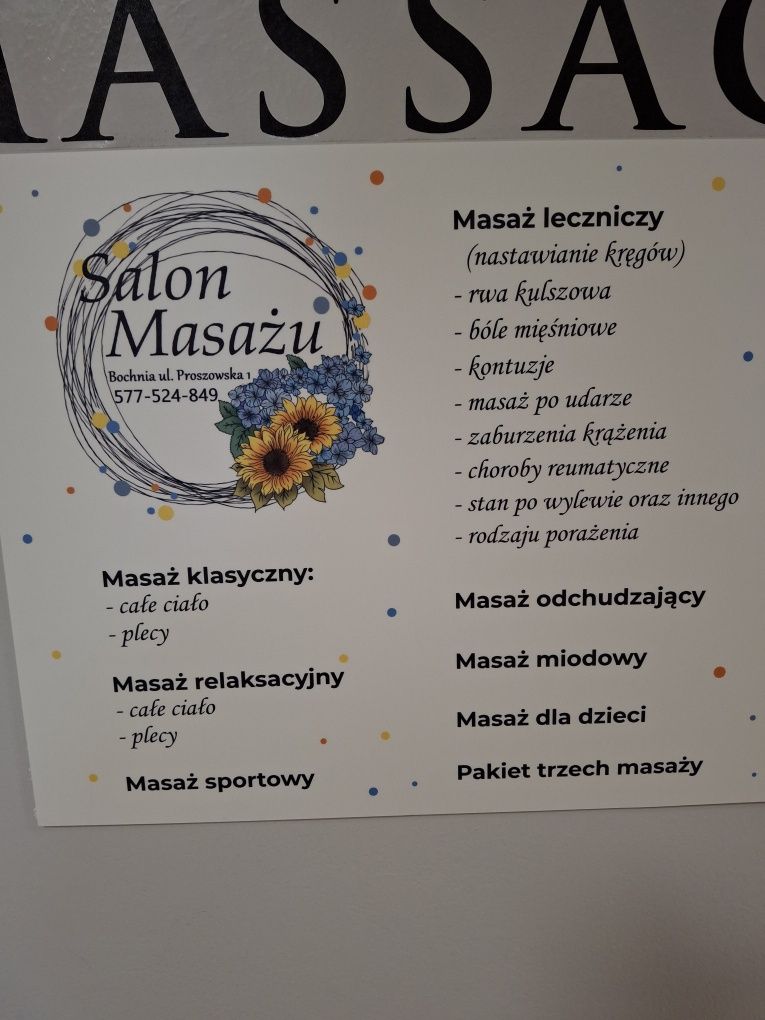 MASSAG
Salon
Masażu
Bochnia ul. Proszowska 1
577-524-849
Masaż klasyczny:
- całe ciało
- plecy
Masaż relaksacyjny
- całe ciało
- plecy
Masaż sportowy
Masaż leczniczy
(nastawianie kręgów)
- rwa kulszowa
- bóle mięśniowe
- kontuzje
- masaż po udarze
- zaburzenia krążenia
- choroby reumatyczne
- stan po wylewie oraz innego
- rodzaju porażenia
Masaż odchudzający
Masaż miodowy
Masaż dla dzieci
Pakiet trzech masaży